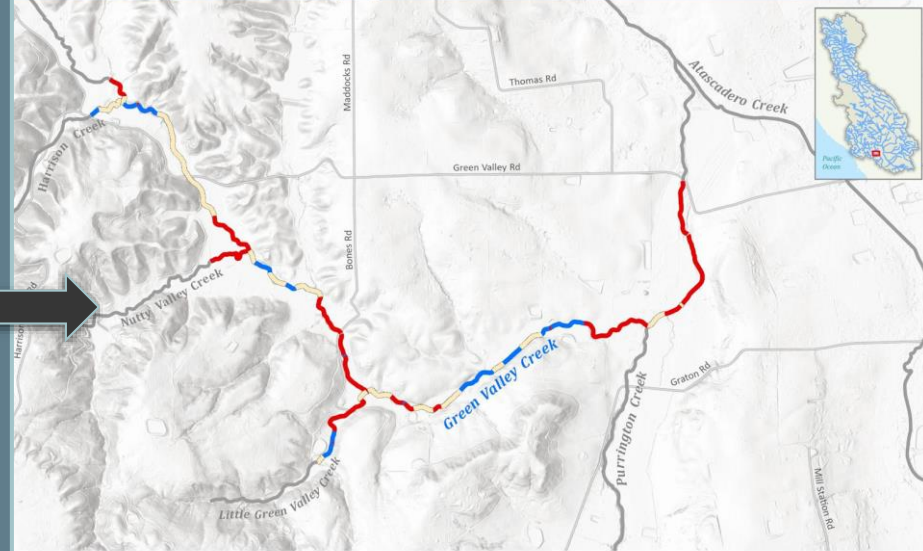 Maddocks Rd
Thomas Rd
Atascadero Creek
Pacific
Ocean
Harrison Creek
Green Valley Rd
Bones Rd
Nutty Valley Creek
Green Valley Creek
Graton Rd
Purrington Creek
Little Green Valley Creek
Mill Station Rd